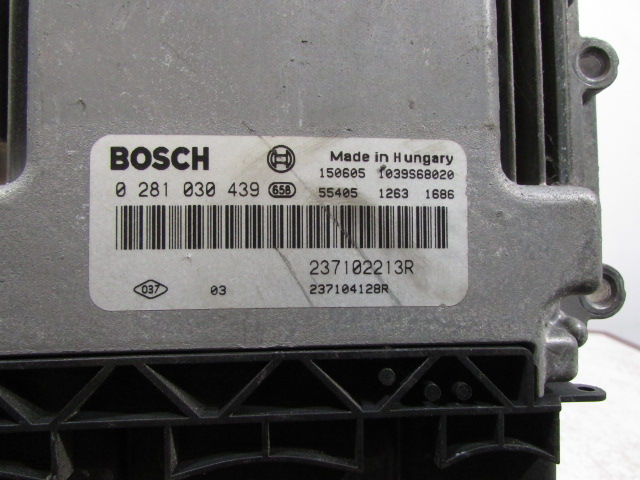 BOSCH Made in Hungary
150605 1039S68020
0 281 030 439 658 55405 1263 1686
237102213R
037 03 237104128R